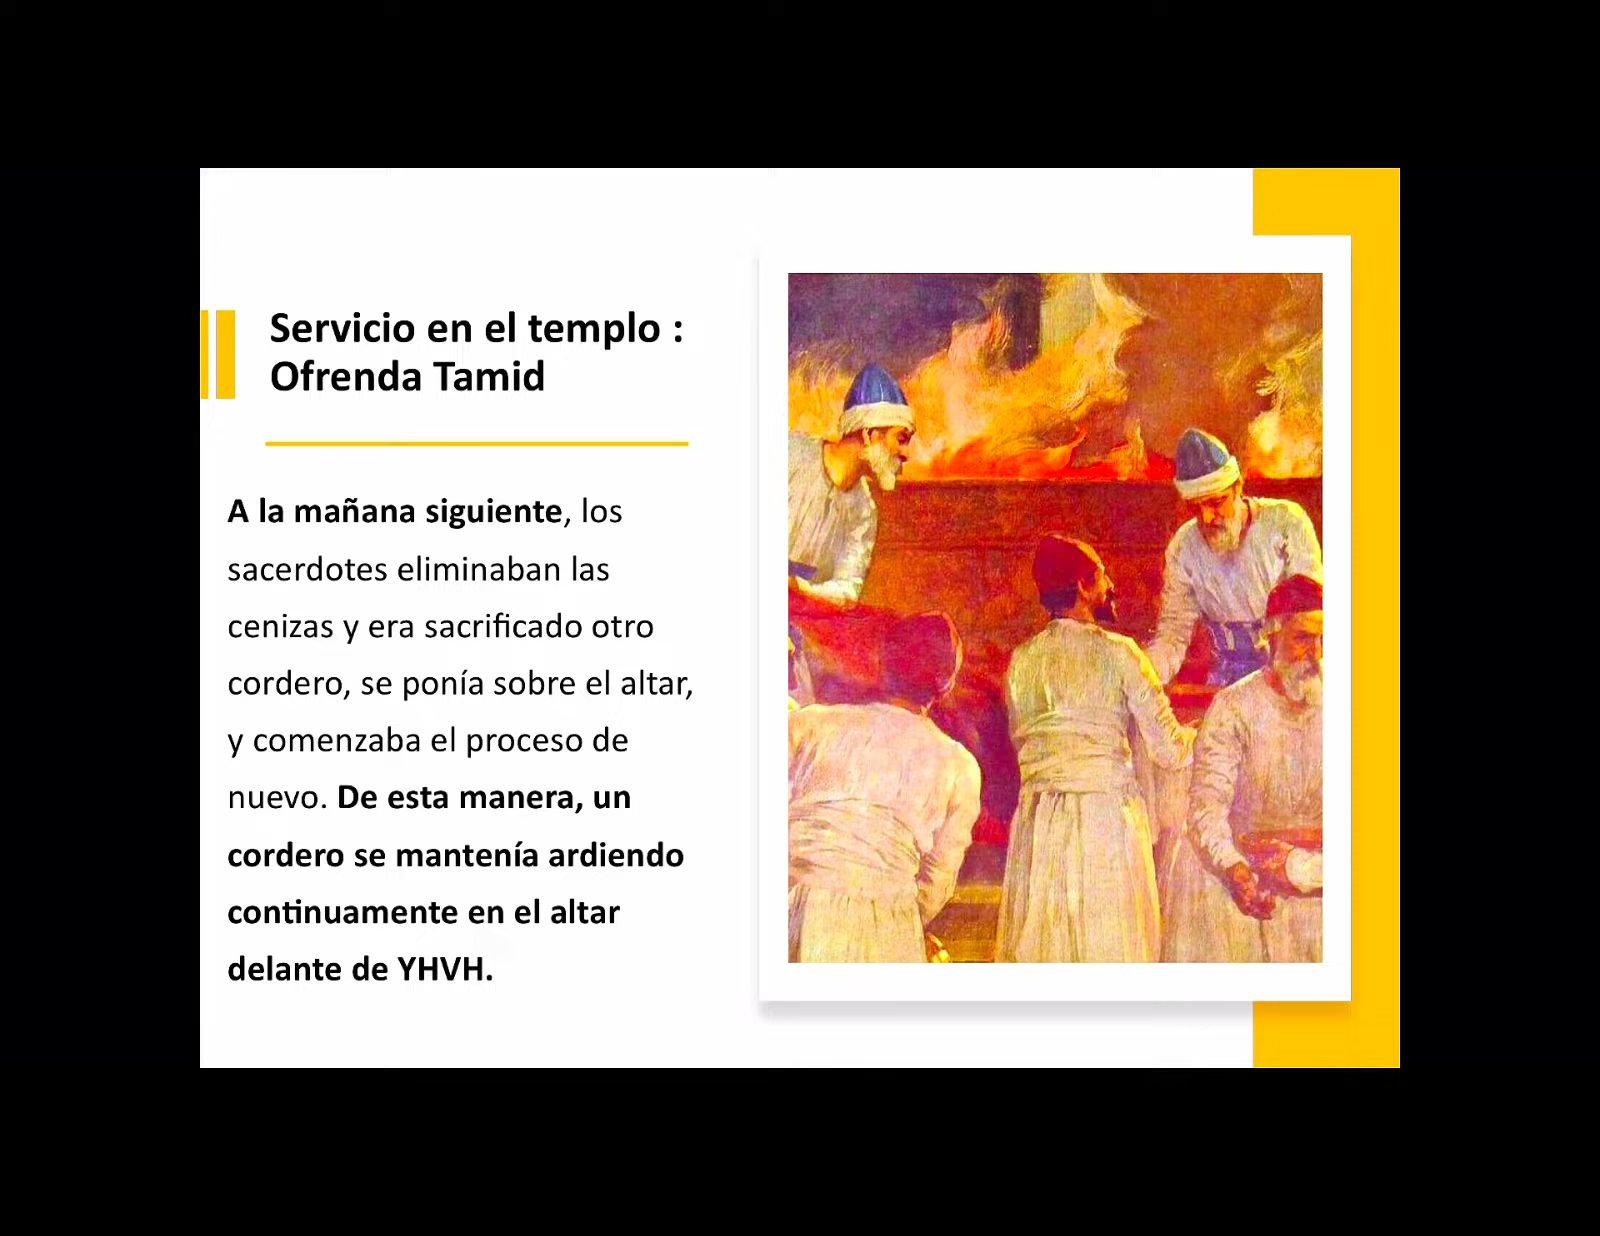 Servicio en el templo :
Ofrenda Tamid
A la mañana siguiente, los
sacerdotes eliminaban las
cenizas y era sacrificado otro
cordero, se ponía sobre el altar,
y comenzaba el proceso de
nuevo. De esta manera, un
cordero se mantenía ardiendo
continuamente en el altar
delante de YHVH.